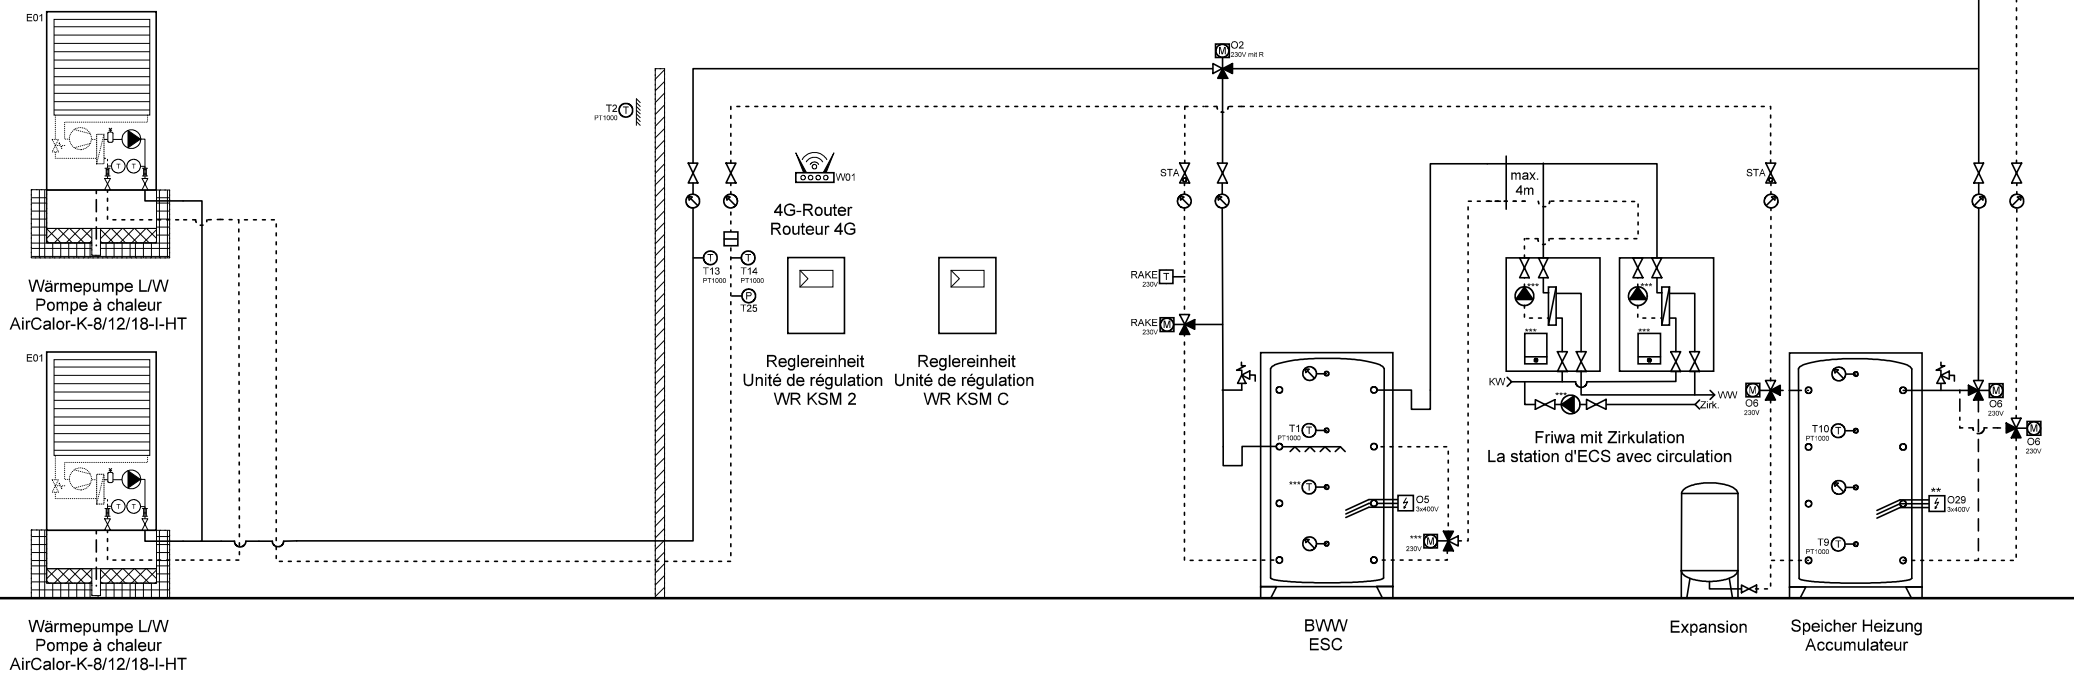 E01
Wärmepumpe L/W
Pompe à chaleur
AirCalor-K-8/12/18-I-HT
E01
Wärmepumpe L/W
Pompe à chaleur
AirCalor-K-8/12/18-I-HT
T2
PT1000
T
W01
4G-Router
Routeur 4G
T13
PT1000
T14
PT1000
P
T25
Reglereinheit
Unité de régulation
WR KSM 2
Reglereinheit
Unité de régulation
WR KSM C
M
O2
230V mit R
STA
RAKE
230V
T
RAKE
230V
M
T1
PT1000
T
***
T
O5
3x400V
***
230V
M
BWW
ESC
max.
4m
***
***
***
***
KW
WW
***
Zirk.
Friwa mit Zirkulation
La station d'ECS avec circulation
STA
M
O6
230V
Expansion
T10
PT1000
T
T9
PT1000
T
**
O29
3x400V
M
O6
230V
M
O6
230V
Speicher Heizung
Accumulateur